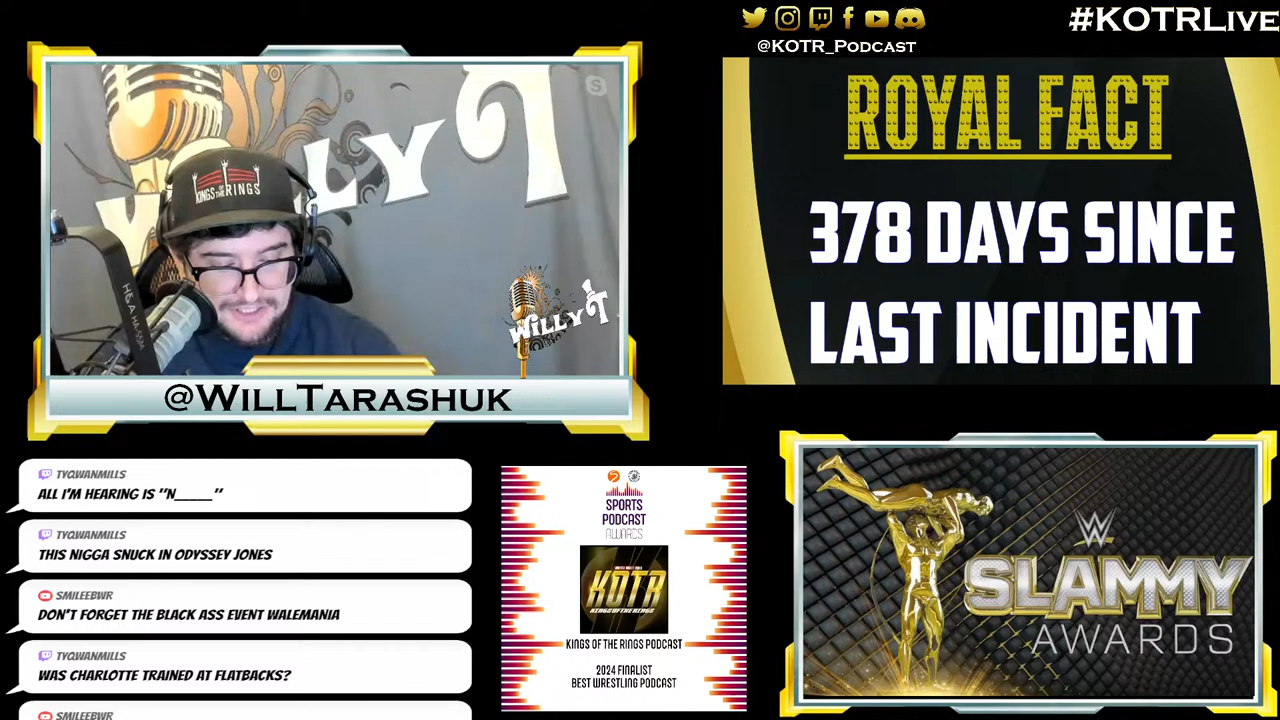 #KOTRLIVE
@KOTR_PODCAST
ROYAL FACT
378 DAYS SINCE
LAST INCIDENT
WILLY T
KINGS
OF THE RINGS
WILLY T
@WILLTARASHUK
TYQWANMILLS
ALL I'M HEARING IS "N_____"
TYQWANMILLS
THIS NIGGA SNUCK IN ODYSSEY JONES
SMILEEBWR
DON'T FORGET THE BLACK ASS EVENT WALEMANIA
TYQWANMILLS
WAS CHARLOTTE TRAINED AT FLATBACKS?
SMILEEBWR
SPORTS
PODCAST
AWARDS
KOTR
KINGS OF THE RINGS
KINGS OF THE RINGS PODCAST
2024 FINALIST
BEST WRESTLING PODCAST
W
SLAMMY
AWARDS